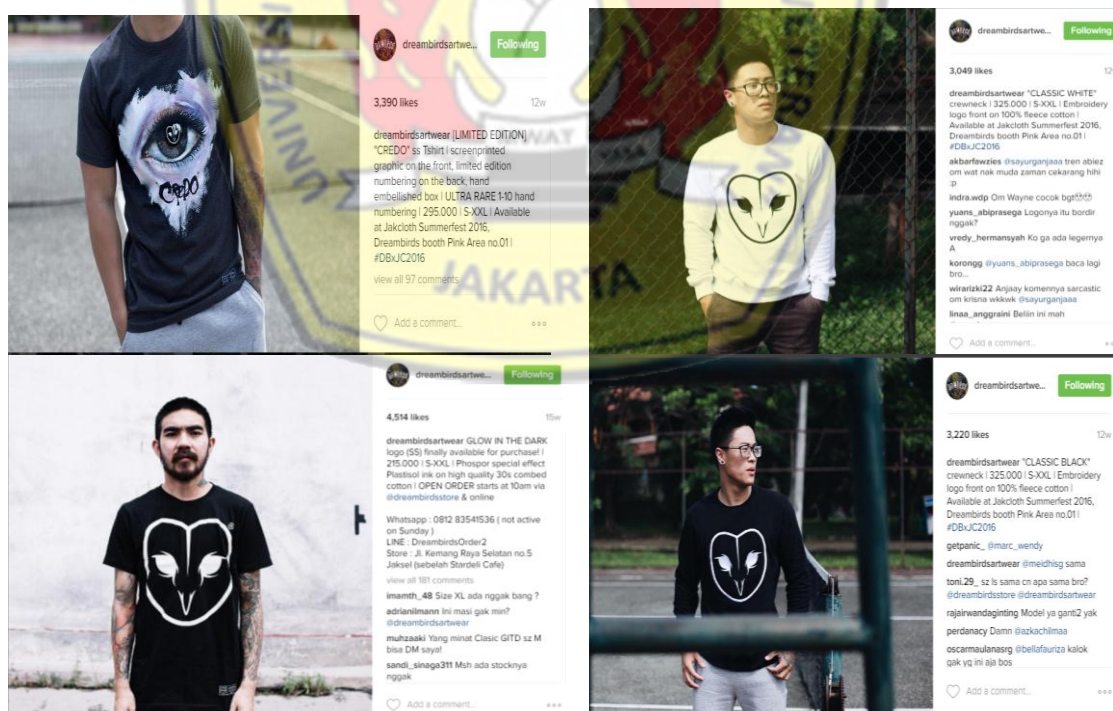 dreambirdsartwe...
Following
3,390 likes
12w
dreambirdsartwear [LIMITED EDITION]
"CREDO" ss Tshirt | screenprinted
graphic on the front, limited edition
numbering on the back, hand
embellished box | ULTRA RARE 1-10 hand
numbering | 295.000 | S-XXL | Available
at Jakcloth Summerfest 2016,
Dreambirds booth Pink Area no.01 |
#DBxJC2016
view all 97 comments
Add a comment...
CREDO
dreambirdsartwe...
Following
3,049 likes
12w
dreambirdsartwear "CLASSIC WHITE"
crewneck | 325.000 | S-XXL | Embroidery
logo front on 100% fleece cotton |
Available at Jakcloth Summerfest 2016,
Dreambirds booth Pink Area no.01 |
#DBxJC2016
akbarfawzies @sayurganjaaa tren abiez
om wat nak muda zaman cekarang hihi
:p
indra.wdp Om Wayne cocok bgt
yuans_abiprasega Logonya itu bordir
nggak?
vredy_hermansyah Ko ga ada legernya
A
korongg @yuans_abiprasega baca lagi
bro...
wirarizki22 Anjaay komennya sarcastic
om krisna wkkwk @sayurganjaaa
linaa_anggraini Beliin ini mah
Add a comment...
JAKARTA
dreambirdsartwe...
Following
4,514 likes
15w
dreambirdsartwear GLOW IN THE DARK
logo (SS) finally available for purchase! |
215.000 | S-XXL | Phospor special effect
Plastisol ink on high quality 30s combed
cotton | OPEN ORDER starts at 10am via
@dreambirdsstore & online
Whatsapp : 0812 83541536 ( not active
on Sunday )
LINE : DreambirdsOrder2
Store : Jl. Kemang Raya Selatan no.5
Jaksel (sebelah Stardeli Cafe)
view all 181 comments
imamth_48 Size XL ada nggak bang ?
adrianilmann Ini masi gak min?
@dreambirdsartwear
muhzaaki Yang minat Clasic GITD sz M
bisa DM saya!
sandi_sinaga311 Msh ada stocknya
nggak
Add a comment...
dreambirdsartwe...
Following
3,220 likes
12w
dreambirdsartwear "CLASSIC BLACK"
crewneck | 325.000 | S-XXL | Embroidery
logo front on 100% fleece cotton |
Available at Jakcloth Summerfest 2016,
Dreambirds booth Pink Area no.01 |
#DBxJC2016
getpanic_ @marc_wendy
dreambirdsartwear @meidhisg sama
toni.29_ sz ls sama cn apa sama bro?
@dreambirdsstore @dreambirdsartwear
rajairwandaginting Model ya ganti2 yak
perdanacy Damn @azkachilmaa
oscarmaulanasrg @bellafauriza kalok
gak yg ini aja bos
Add a comment...